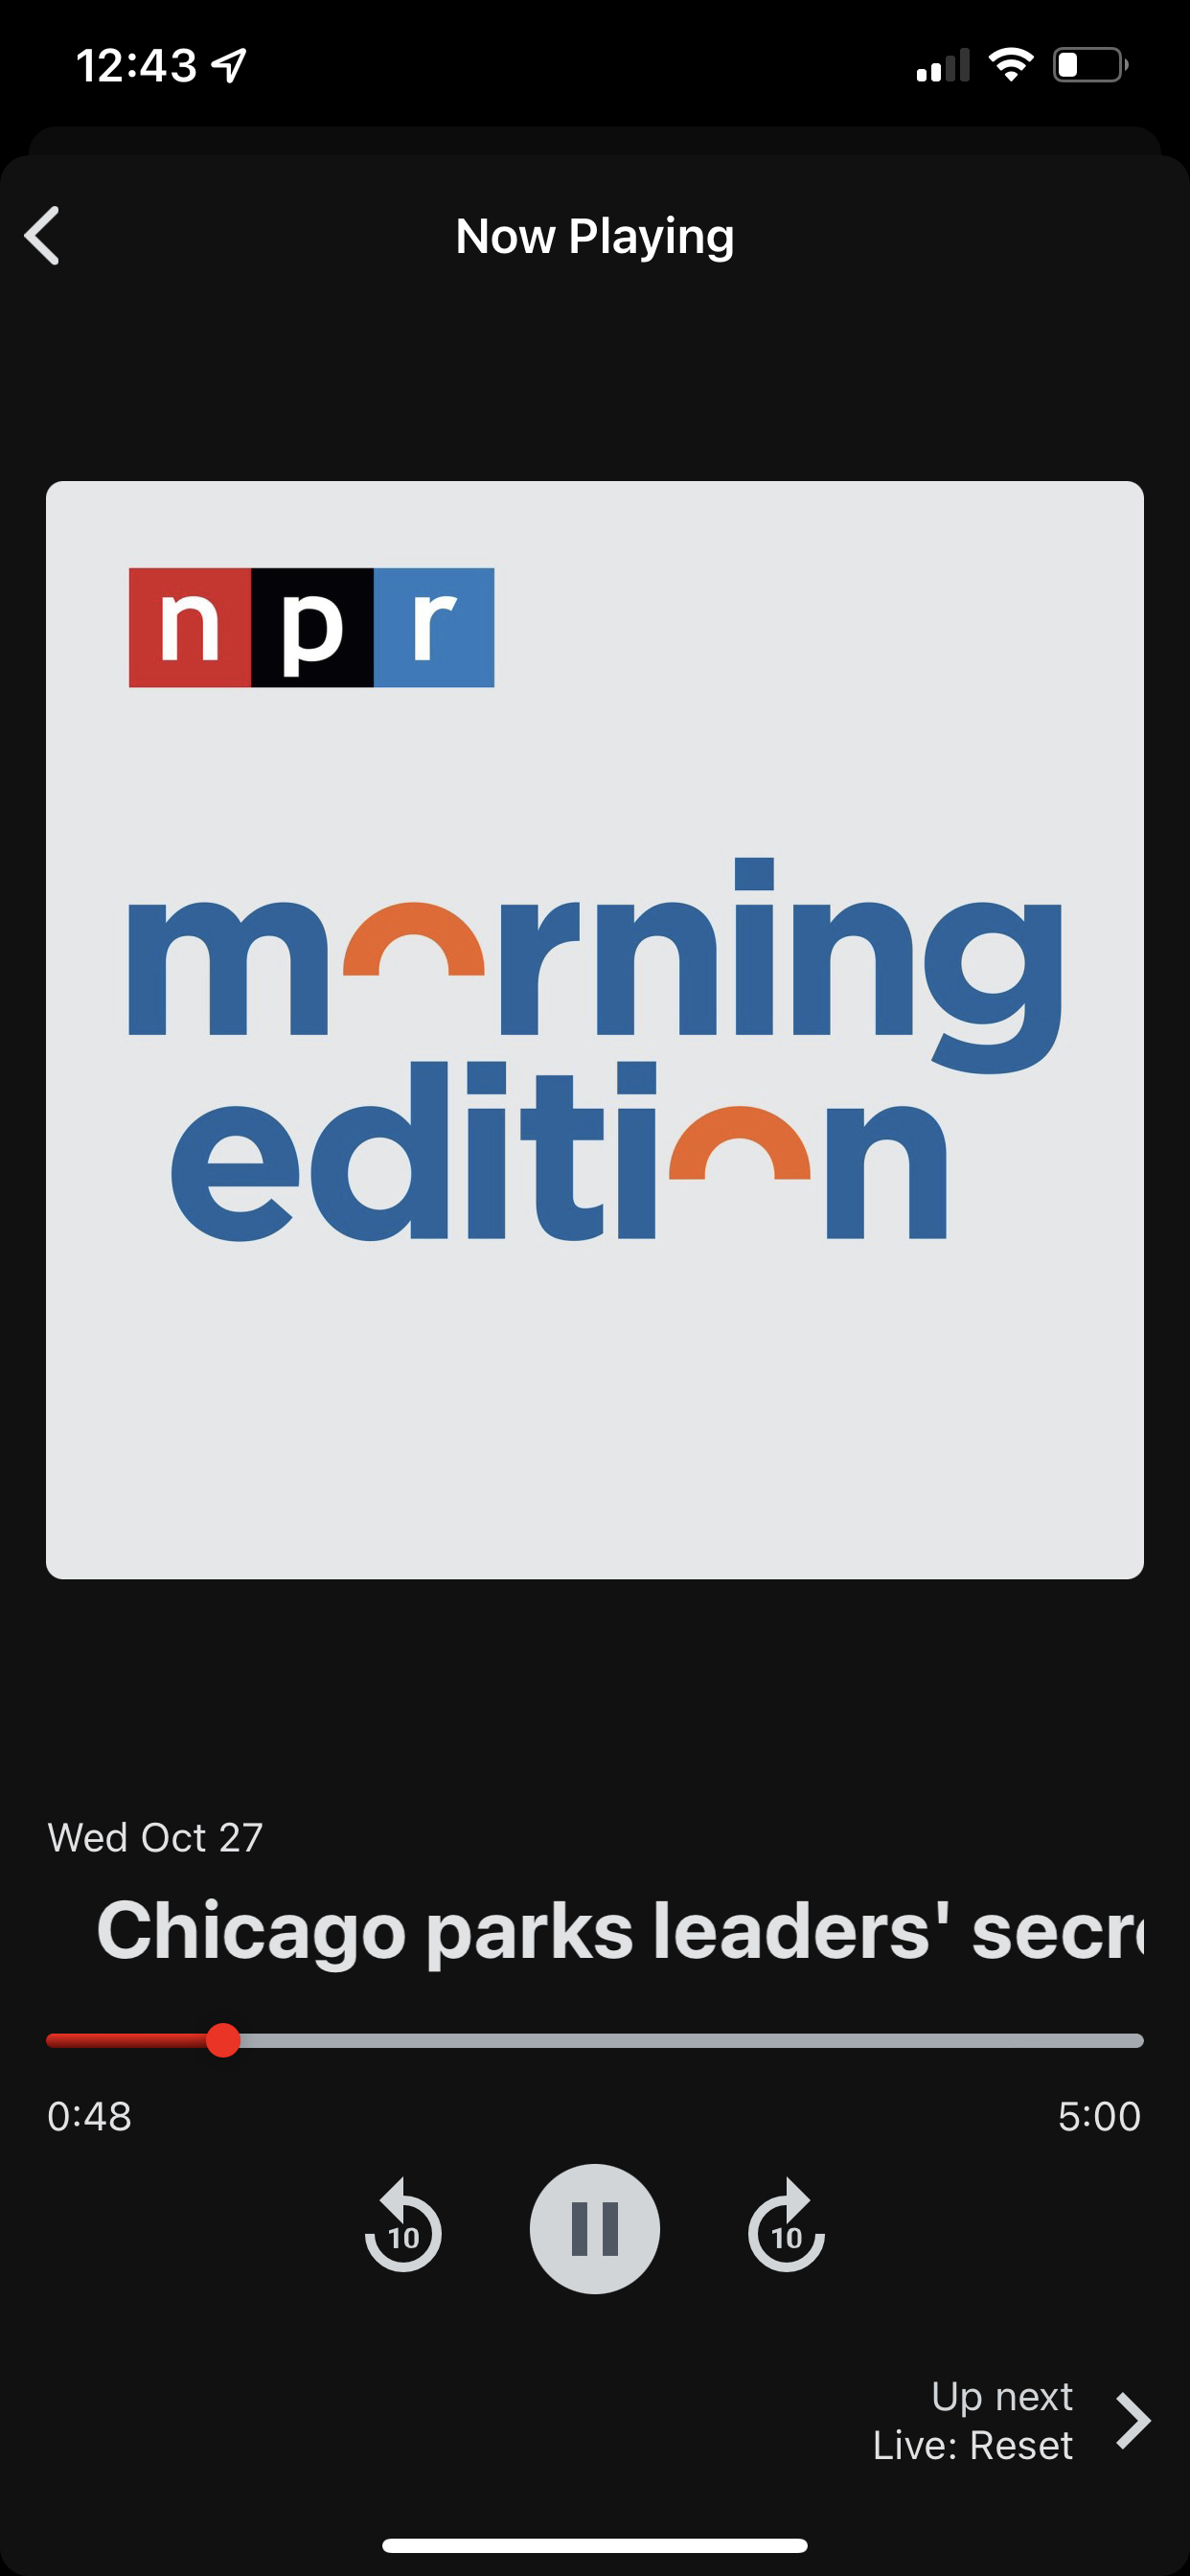 12:43
Now Playing
npr
morning
edition
Wed Oct 27
Chicago parks leaders'
0:48
5:00
10
10
Up next
Live: Reset